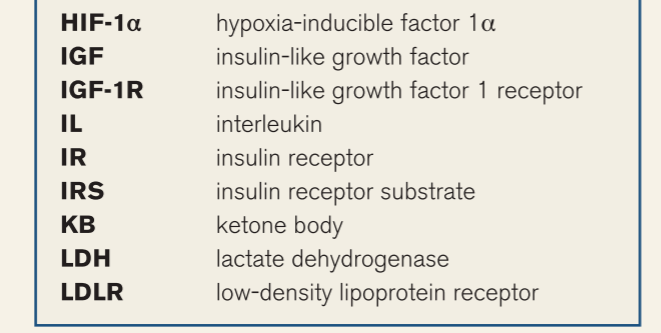 HIF-1α hypoxia-inducible factor 1α
IGF insulin-like growth factor
IGF-1R insulin-like growth factor 1 receptor
IL interleukin
IR insulin receptor
IRS insulin receptor substrate
KB ketone body
LDH lactate dehydrogenase
LDLR low-density lipoprotein receptor